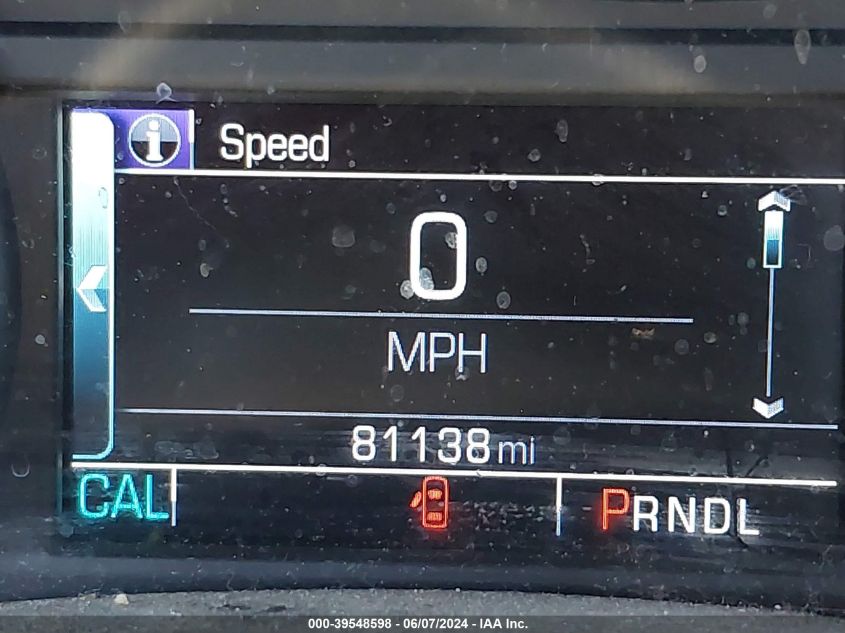 i Speed
0
MPH
81138 mi
CAL PRNDL
000-39548598 - 06/07/2024 - IAA Inc.